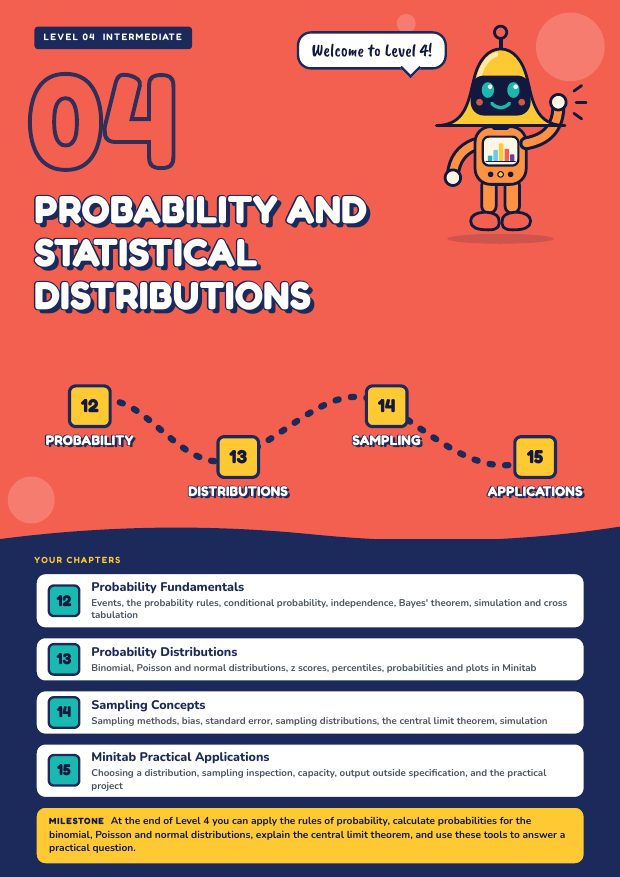 LEVEL 04 INTERMEDIATE
Welcome to Level 4!
04
PROBABILITY AND
STATISTICAL
DISTRIBUTIONS
12
PROBABILITY
13
DISTRIBUTIONS
14
SAMPLING
15
APPLICATIONS
YOUR CHAPTERS
12
Probability Fundamentals
Events, the probability rules, conditional probability, independence, Bayes' theorem, simulation and cross
tabulation
13
Probability Distributions
Binomial, Poisson and normal distributions, z scores, percentiles, probabilities and plots in Minitab
14
Sampling Concepts
Sampling methods, bias, standard error, sampling distributions, the central limit theorem, simulation
15
Minitab Practical Applications
Choosing a distribution, sampling inspection, capacity, output outside specification, and the practical
project
MILESTONE At the end of Level 4 you can apply the rules of probability, calculate probabilities for the
binomial, Poisson and normal distributions, explain the central limit theorem, and use these tools to answer a
practical question.